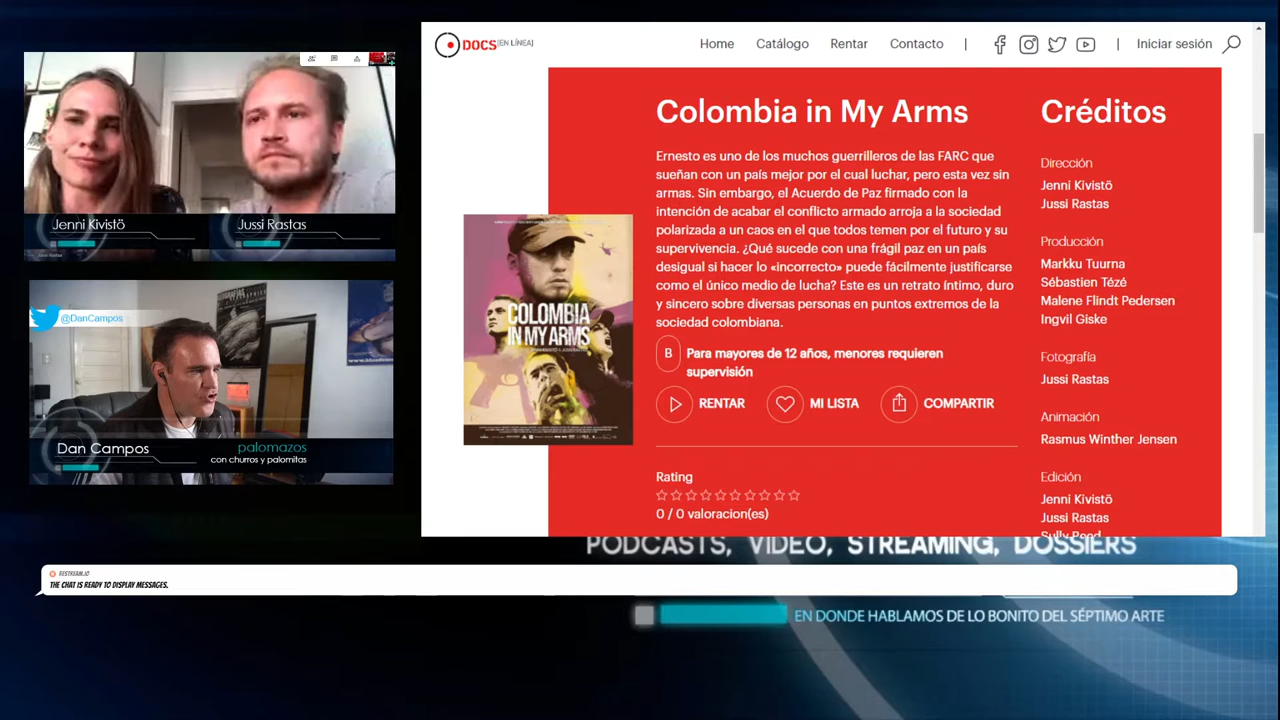 DOCS[EN LÍNEA]
Home Catálogo Rentar Contacto | | Iniciar sesión
Jenni Kivistö
Jussi Rastas
@DanCampos
Dan Campos
palomazos
con churros y palomitas
COLOMBIA
IN MY ARMS
Colombia in My Arms
Ernesto es uno de los muchos guerrilleros de las FARC que
sueñan con un país mejor por el cual luchar, pero esta vez sin
armas. Sin embargo, el Acuerdo de Paz firmado con la
intención de acabar el conflicto armado arroja a la sociedad
polarizada a un caos en el que todos temen por el futuro y su
supervivencia. ¿Qué sucede con una frágil paz en un país
desigual si hacer lo «incorrecto» puede fácilmente justificarse
como el único medio de lucha? Este es un retrato íntimo, duro
y sincero sobre diversas personas en puntos extremos de la
sociedad colombiana.
B Para mayores de 12 años, menores requieren
supervisión
RENTAR MI LISTA COMPARTIR
Rating
0 / 0 valoracion(es)
Créditos
Dirección
Jenni Kivistö
Jussi Rastas
Producción
Markku Tuurna
Sébastien Tézé
Malene Flindt Pedersen
Ingvil Giske
Fotografía
Jussi Rastas
Animación
Rasmus Winther Jensen
Edición
Jenni Kivistö
Jussi Rastas
PODCASTS, VIDEO, STREAMING, DOSSIERS
RESTREAM.IO
THE CHAT IS READY TO DISPLAY MESSAGES.
EN DONDE HABLAMOS DE LO BONITO DEL SÉPTIMO ARTE